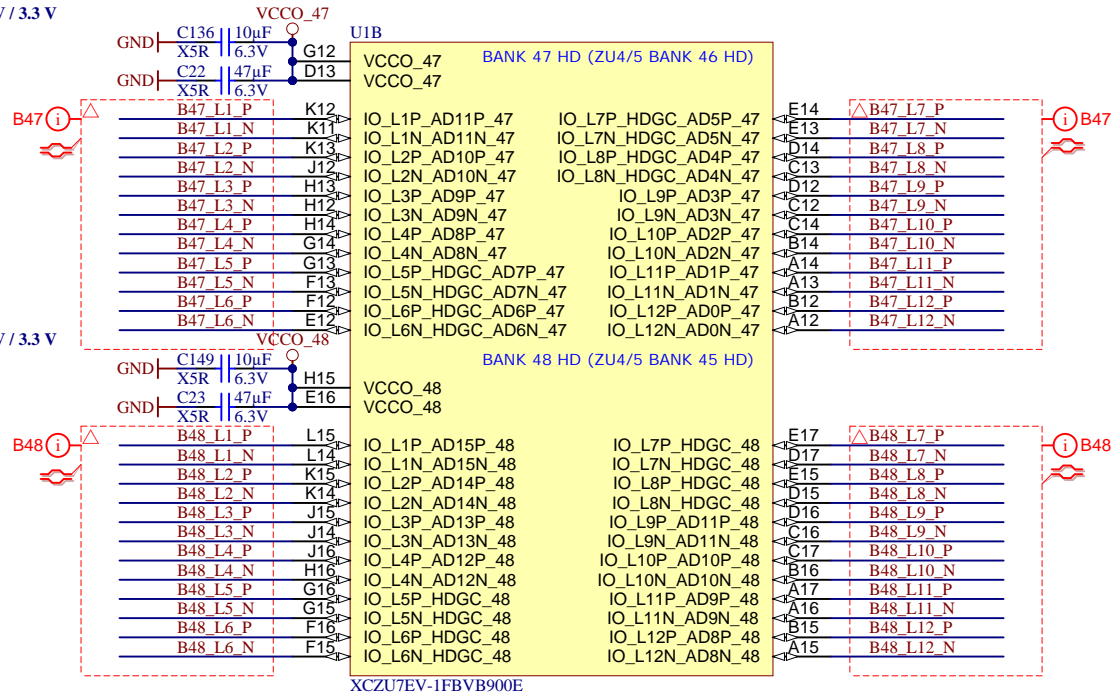 V / 3.3 V
VCCO_47
C136 10µF
GND
X5R 6.3V
C22 47µF
GND
X5R 6.3V
U1B
BANK 47 HD (ZU4/5 BANK 46 HD)
G12 VCCO_47
D13 VCCO_47
B47 i
B47_L1_P K12 IO_L1P_AD11P_47 IO_L7P_HDGC_AD5P_47 E14 B47_L7_P
B47_L1_N K11 IO_L1N_AD11N_47 IO_L7N_HDGC_AD5N_47 E13 B47_L7_N
B47_L2_P K13 IO_L2P_AD10P_47 IO_L8P_HDGC_AD4P_47 D14 B47_L8_P
B47_L2_N J12 IO_L2N_AD10N_47 IO_L8N_HDGC_AD4N_47 C13 B47_L8_N
B47_L3_P H13 IO_L3P_AD9P_47 IO_L9P_AD3P_47 D12 B47_L9_P
B47_L3_N H12 IO_L3N_AD9N_47 IO_L9N_AD3N_47 C12 B47_L9_N
B47_L4_P H14 IO_L4P_AD8P_47 IO_L10P_AD2P_47 C14 B47_L10_P
B47_L4_N G14 IO_L4N_AD8N_47 IO_L10N_AD2N_47 B14 B47_L10_N
B47_L5_P G13 IO_L5P_HDGC_AD7P_47 IO_L11P_AD1P_47 A14 B47_L11_P
B47_L5_N F13 IO_L5N_HDGC_AD7N_47 IO_L11N_AD1N_47 A13 B47_L11_N
B47_L6_P F12 IO_L6P_HDGC_AD6P_47 IO_L12P_AD0P_47 B12 B47_L12_P
B47_L6_N E12 IO_L6N_HDGC_AD6N_47 IO_L12N_AD0N_47 A12 B47_L12_N
i B47
V / 3.3 V
VCCO_48
C149 10µF
GND
X5R 6.3V
C23 47µF
GND
X5R 6.3V
BANK 48 HD (ZU4/5 BANK 45 HD)
H15 VCCO_48
E16 VCCO_48
B48 i
B48_L1_P L15 IO_L1P_AD15P_48 IO_L7P_HDGC_48 E17 B48_L7_P
B48_L1_N L14 IO_L1N_AD15N_48 IO_L7N_HDGC_48 D17 B48_L7_N
B48_L2_P K15 IO_L2P_AD14P_48 IO_L8P_HDGC_48 E15 B48_L8_P
B48_L2_N K14 IO_L2N_AD14N_48 IO_L8N_HDGC_48 D15 B48_L8_N
B48_L3_P J15 IO_L3P_AD13P_48 IO_L9P_AD11P_48 D16 B48_L9_P
B48_L3_N J14 IO_L3N_AD13N_48 IO_L9N_AD11N_48 C16 B48_L9_N
B48_L4_P J16 IO_L4P_AD12P_48 IO_L10P_AD10P_48 C17 B48_L10_P
B48_L4_N H16 IO_L4N_AD12N_48 IO_L10N_AD10N_48 B16 B48_L10_N
B48_L5_P G16 IO_L5P_HDGC_48 IO_L11P_AD9P_48 A17 B48_L11_P
B48_L5_N G15 IO_L5N_HDGC_48 IO_L11N_AD9N_48 A16 B48_L11_N
B48_L6_P F16 IO_L6P_HDGC_48 IO_L12P_AD8P_48 B15 B48_L12_P
B48_L6_N F15 IO_L6N_HDGC_48 IO_L12N_AD8N_48 A15 B48_L12_N
i B48
XCZU7EV-1FBVB900E